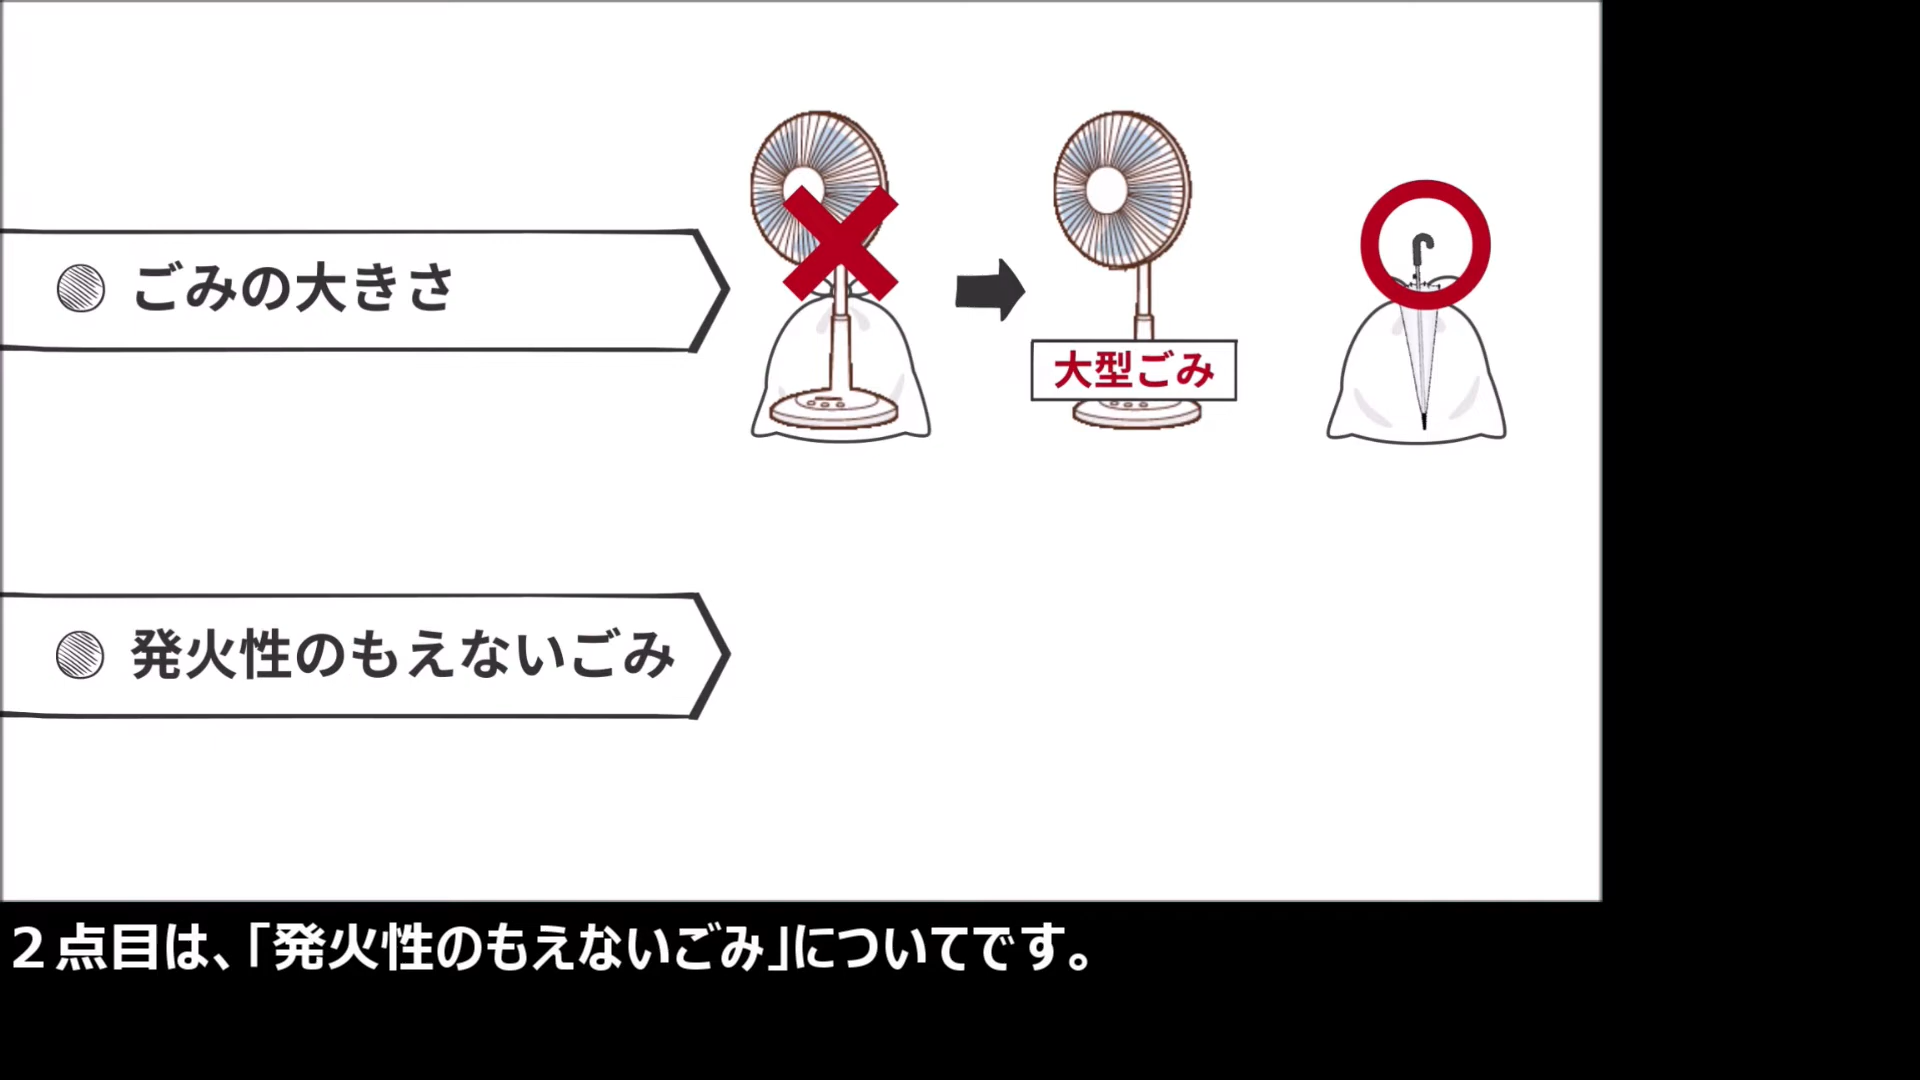 ごみの大きさ
大型ごみ
発火性のもえないごみ
２点目は、「発火性のもえないごみ」についてです。